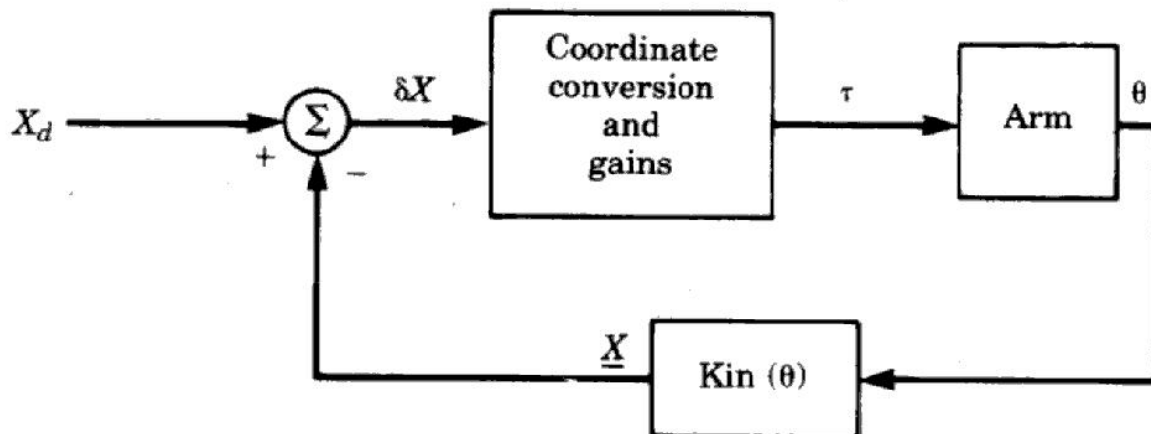 X_d
+
−
Σ
δX
Coordinate
conversion
and
gains
τ
Arm
θ
X
Kin (θ)